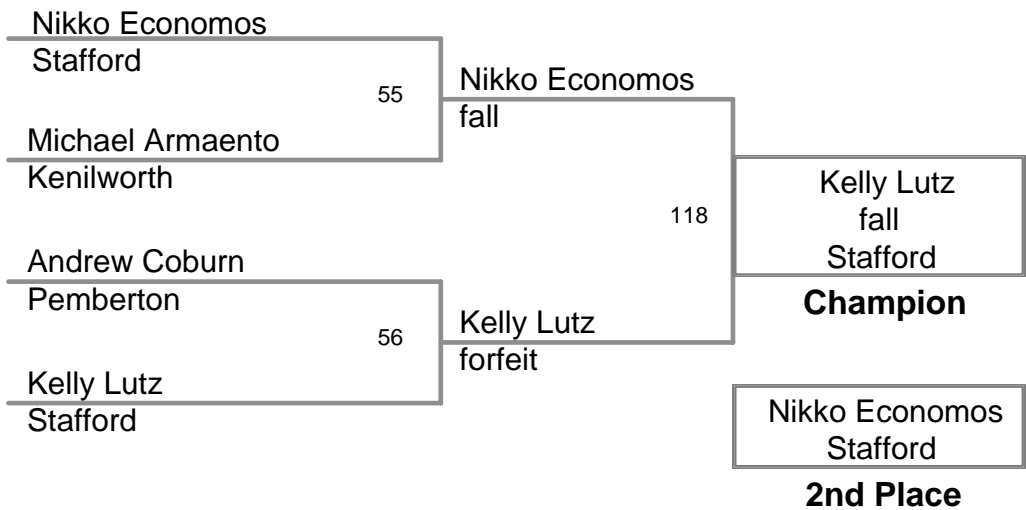 Nikko Economos
Stafford
55
Michael Armaento
Kenilworth
Nikko Economos
fall
Andrew Coburn
Pemberton
56
Kelly Lutz
Stafford
Kelly Lutz
forfeit
118
Kelly Lutz
fall
Stafford
Champion
Nikko Economos
Stafford
2nd Place